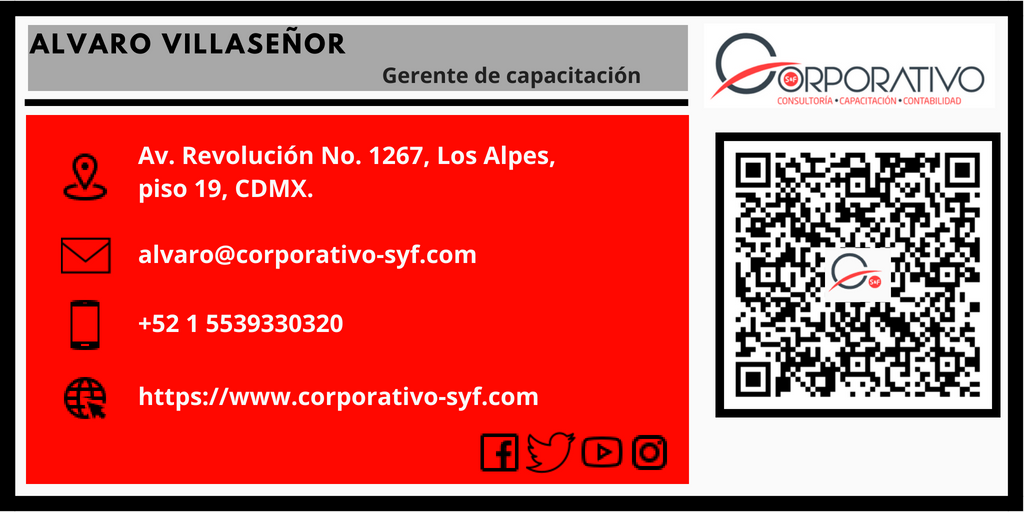 ALVARO VILLASEÑOR
Gerente de capacitación
Av. Revolución No. 1267, Los Alpes,
piso 19, CDMX.
alvaro@corporativo-syf.com
+52 1 5539330320
https://www.corporativo-syf.com
CORPORATIVO
S&F
CONSULTORÍA • CAPACITACIÓN • CONTABILIDAD
S&F